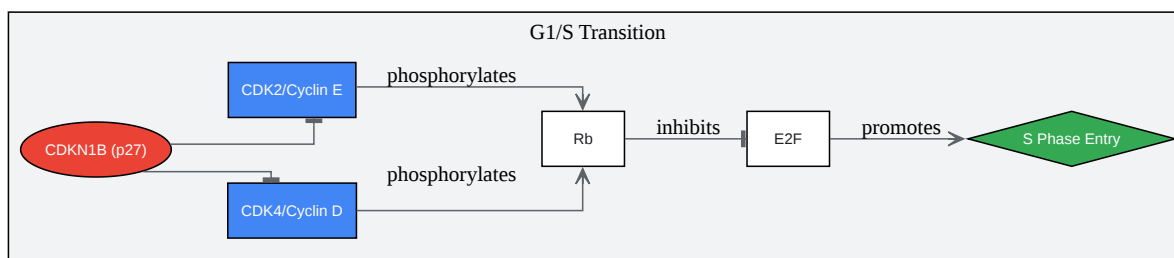 G1/S Transition
CDK2/Cyclin E
phosphorylates
CDKN1B (p27)
Rb
inhibits
E2F
promotes
S Phase Entry
phosphorylates
CDK4/Cyclin D